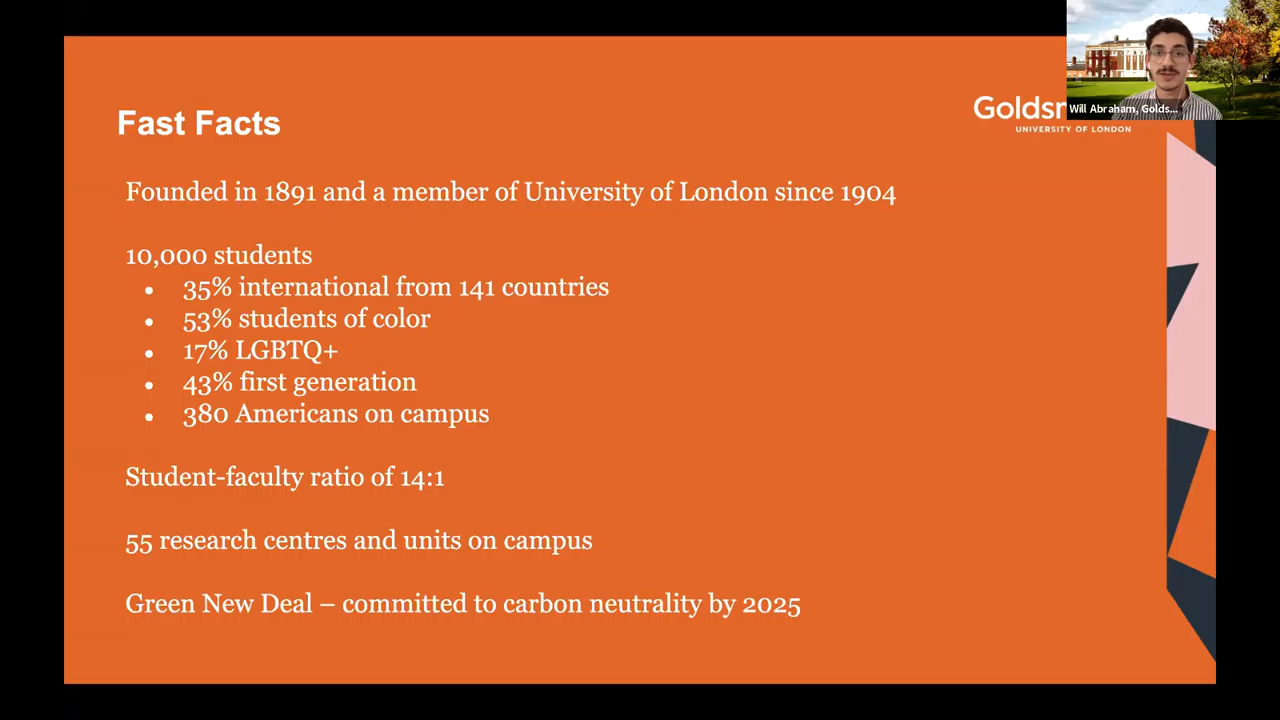 Fast Facts
UNIVERSITY OF LONDON
Will Abraham, Golds...
Founded in 1891 and a member of University of London since 1904
10,000 students
• 35% international from 141 countries
• 53% students of color
• 17% LGBTQ+
• 43% first generation
• 380 Americans on campus
Student-faculty ratio of 14:1
55 research centres and units on campus
Green New Deal – committed to carbon neutrality by 2025